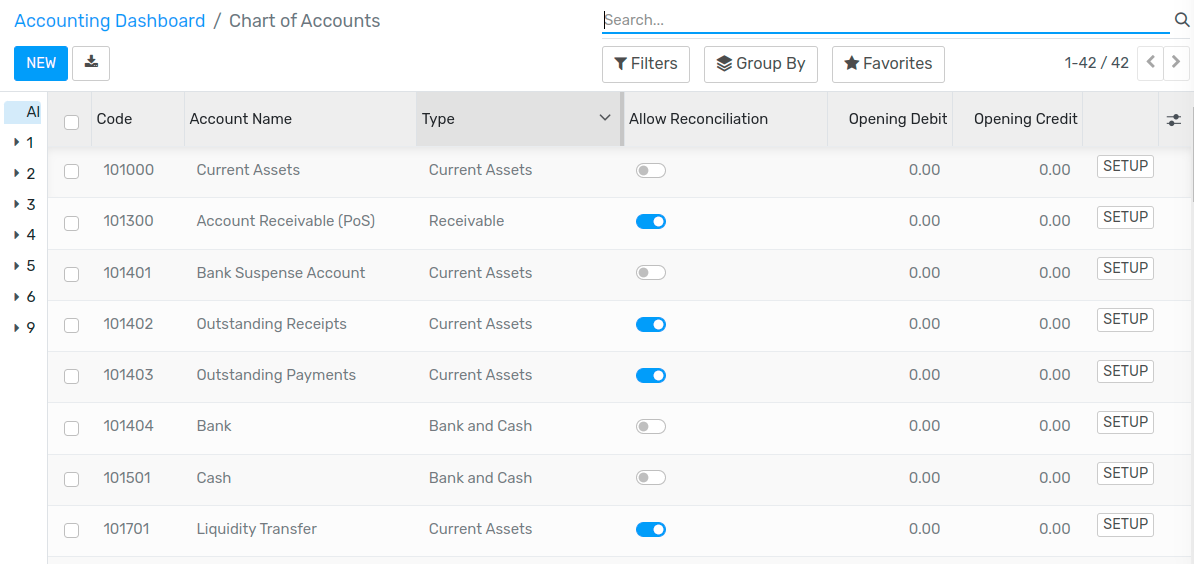 Accounting Dashboard / Chart of Accounts
Search...
NEW
Filters
Group By
Favorites
1-42 / 42
Al
1
2
3
4
5
6
9
Code Account Name Type Allow Reconciliation Opening Debit Opening Credit
101000 Current Assets Current Assets 0.00 0.00 SETUP
101300 Account Receivable (PoS) Receivable 0.00 0.00 SETUP
101401 Bank Suspense Account Current Assets 0.00 0.00 SETUP
101402 Outstanding Receipts Current Assets 0.00 0.00 SETUP
101403 Outstanding Payments Current Assets 0.00 0.00 SETUP
101404 Bank Bank and Cash 0.00 0.00 SETUP
101501 Cash Bank and Cash 0.00 0.00 SETUP
101701 Liquidity Transfer Current Assets 0.00 0.00 SETUP